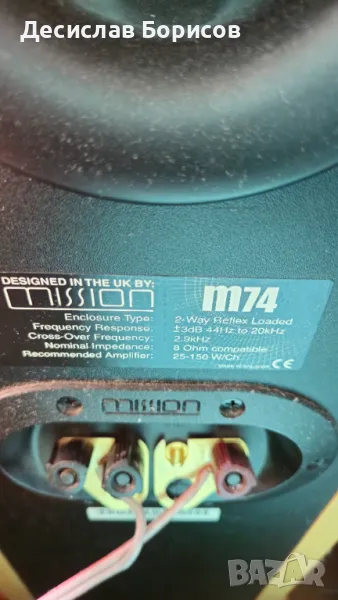 Десислав Борисов
DESIGNED IN THE UK BY:
mission
m74
Enclosure Type: 2-Way Reflex Loaded
Frequency Response: ±3dB 44Hz to 20kHz
Cross-Over Frequency: 2.9kHz
Nominal Impedance: 8 Ohm compatible
Recommended Amplifier: 25-150 W/Ch
CE
mission
bazar.bg